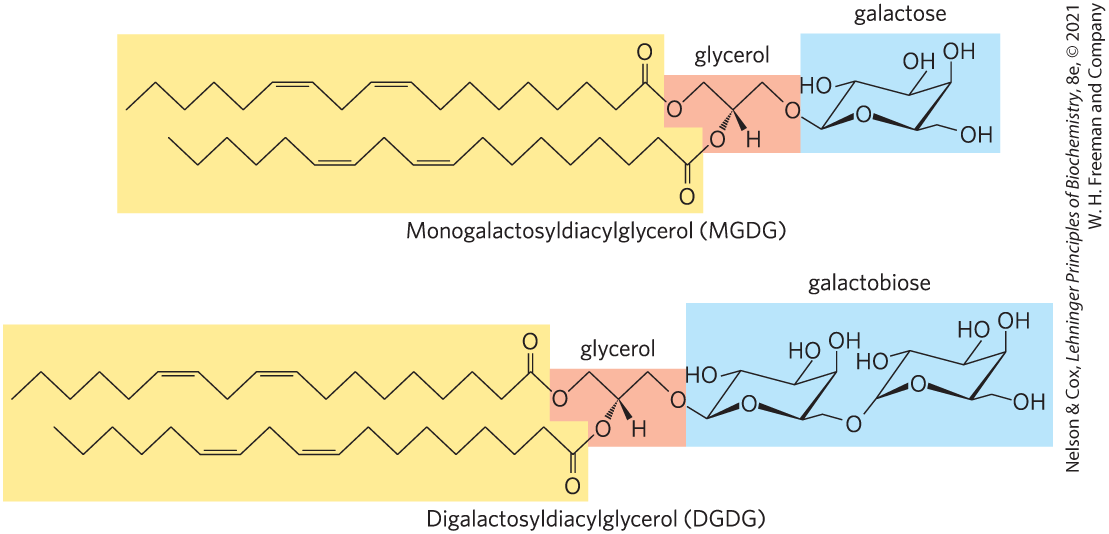 galactose
glycerol
O
O
O
H
O
O
HO
OH
OH
O
OH
O
Monogalactosyldiacylglycerol (MGDG)
galactobiose
glycerol
O
O
O
H
O
O
HO
HO
OH
O
O
HO
HO
OH
O
OH
Digalactosyldiacylglycerol (DGDG)
Nelson & Cox, Lehninger Principles of Biochemistry, 8e, © 2021
W. H. Freeman and Company